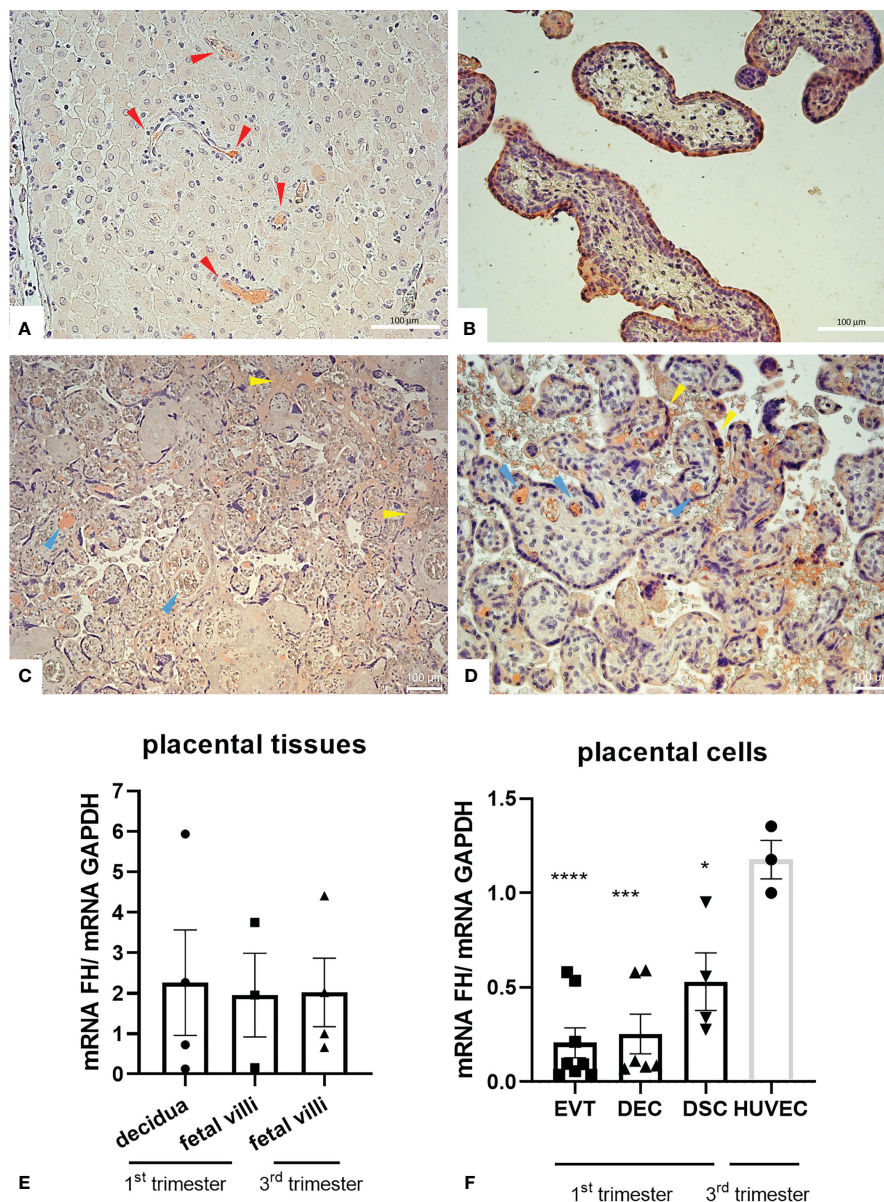 100 µm
A
100 µm
B
100 µm
C
100 µm
D
placental tissues
mRNA FH/ mRNA GAPDH
7
6
5
4
3
2
1
0
decidua
fetal villi
fetal villi
1st trimester
3rd trimester
E
placental cells
mRNA FH/ mRNA GAPDH
1.5
1.0
0.5
0.0
****
***
*
EVT DEC DSC HUVEC
1st trimester
3rd trimester
F